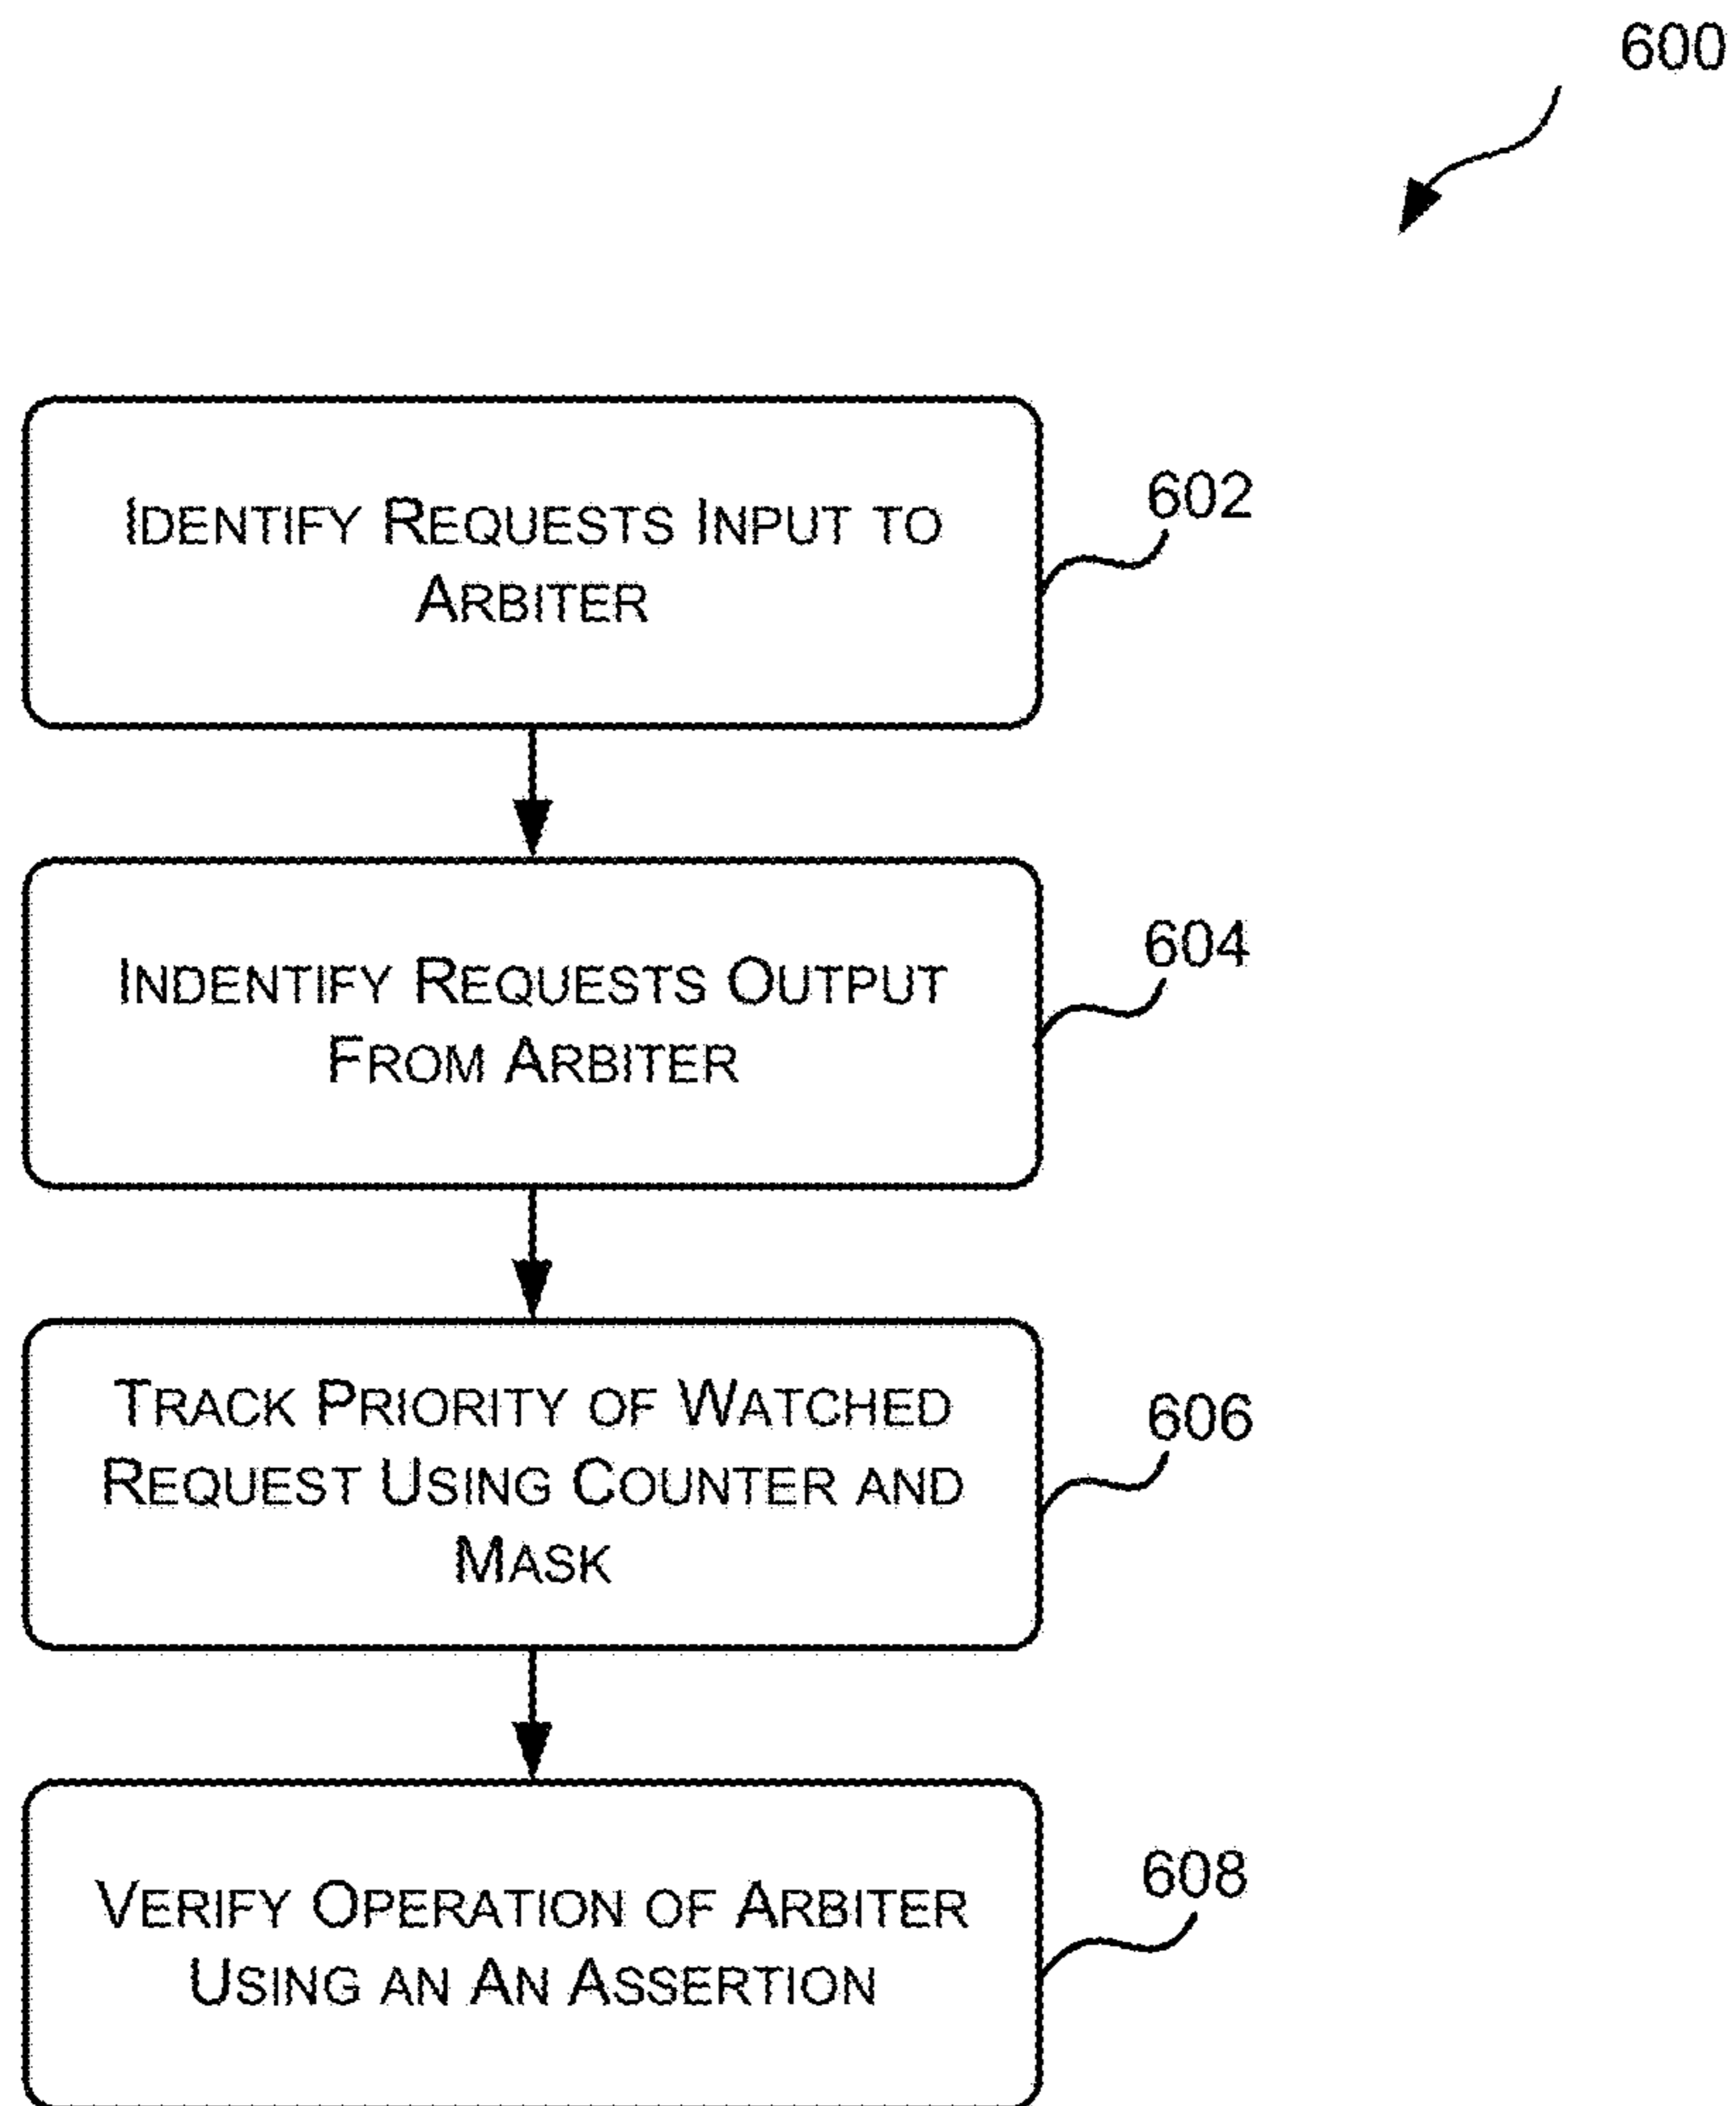 600
IDENTIFY REQUESTS INPUT TO
ARBITER
602
INDENTIFY REQUESTS OUTPUT
FROM ARBITER
604
TRACK PRIORITY OF WATCHED
REQUEST USING COUNTER AND
MASK
606
VERIFY OPERATION OF ARBITER
USING AN AN ASSERTION
608